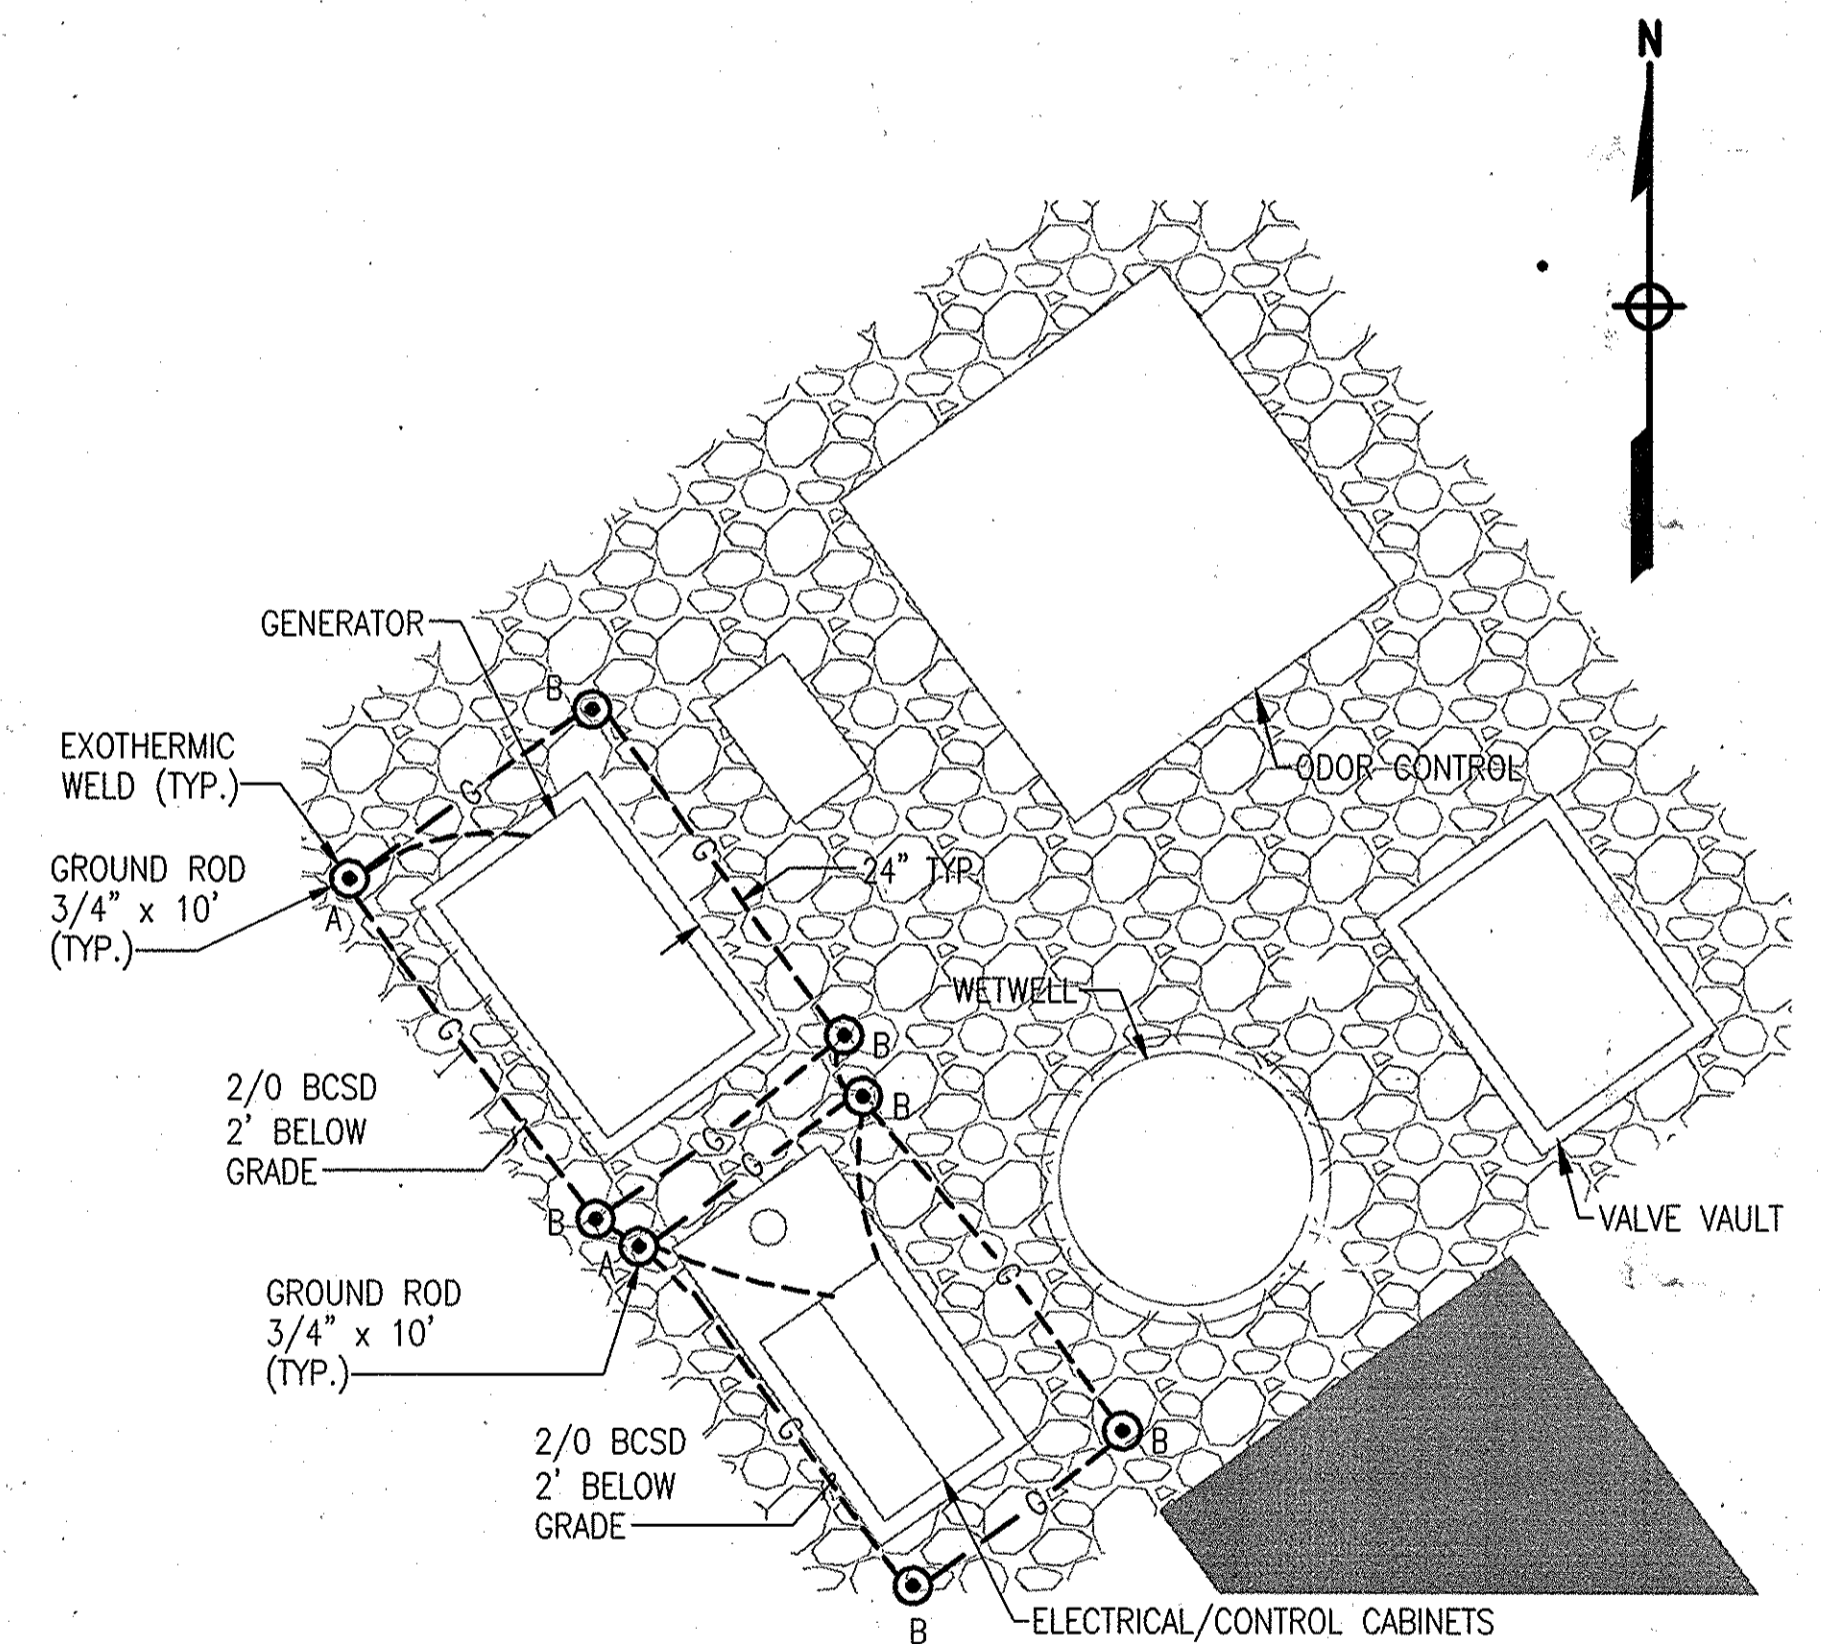 N
GENERATOR
B
EXOTHERMIC
WELD (TYP.)
G
ODOR CONTROL
GROUND ROD
3/4" x 10'
(TYP.)
A
G
24" TYP
WETWELL
G
B
B
2/0 BCSD
2' BELOW
GRADE
G
G
B
A
VALVE VAULT
GROUND ROD
3/4" x 10'
(TYP.)
G
G
B
2/0 BCSD
2' BELOW
GRADE
G
B
ELECTRICAL/CONTROL CABINETS